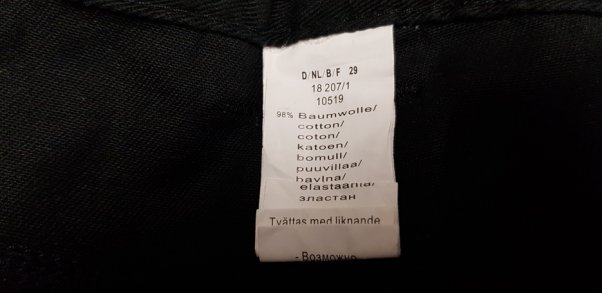 D/NL/B/F 29
18 207/1
10519
98% Baumwolle/
cotton/
coton/
katoen/
bomull/
puuvillaa/
bavlna/
elastaania/
эластан
Tvättas med liknande
- Возможно